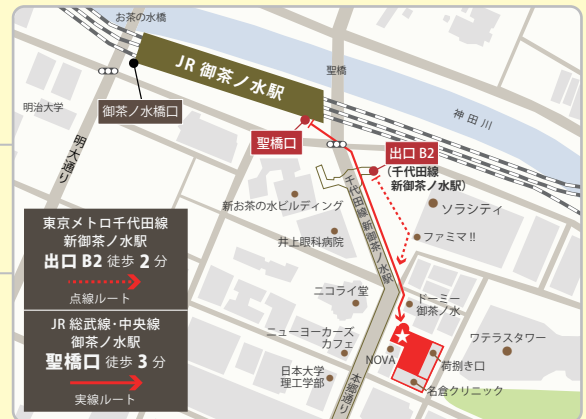 お茶の水橋
JR 御茶ノ水駅
聖橋
神田川
明治大学
御茶ノ水橋口
明大通り
聖橋口
出口 B2
(千代田線
新御茶ノ水駅)
千代田線 新御茶ノ水駅
新お茶の水ビルディング
ソラシティ
井上眼科病院
ファミマ!!
東京メトロ千代田線
新御茶ノ水駅
出口 B2 徒歩 2 分
点線ルート
JR 総武線・中央線
御茶ノ水駅
聖橋口 徒歩 3 分
実線ルート
ニコライ堂
ドーミー
御茶ノ水
ニューヨーカーズ
カフェ
ワテラスタワー
NOVA
荷捌き口
日本大学
理工学部
名倉クリニック
本郷通り